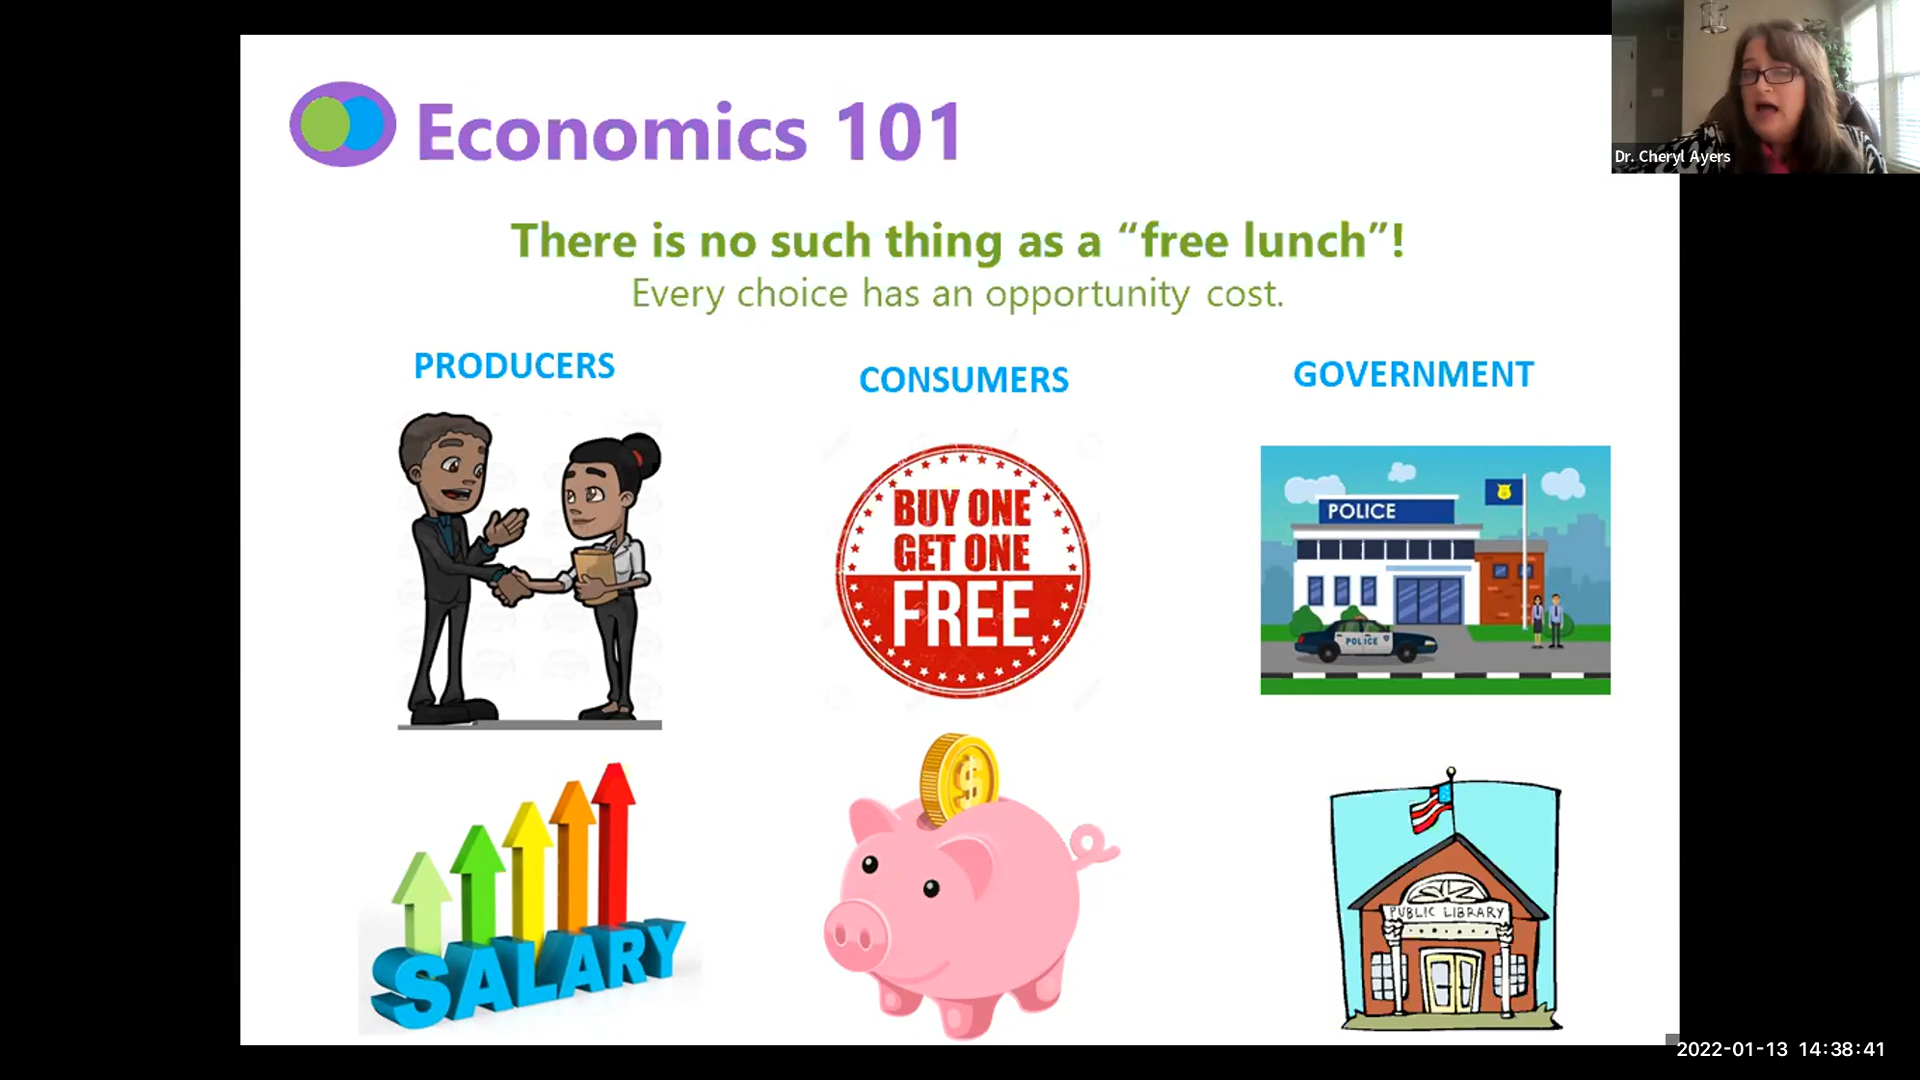 Economics 101
Dr. Cheryl Ayers
There is no such thing as a “free lunch”!
Every choice has an opportunity cost.
PRODUCERS
CONSUMERS
GOVERNMENT
BUY ONE
GET ONE
FREE
POLICE
POLICE
SALARY
PUBLIC LIBRARY
2022-01-13 14:38:41